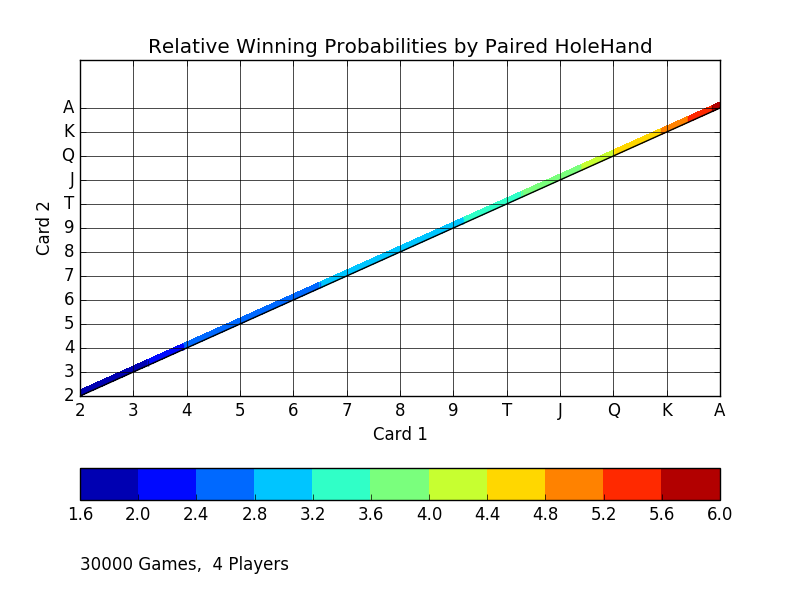 Relative Winning Probabilities by Paired HoleHand
A
K
Q
J
T
9
8
7
6
5
4
3
2
Card 2
2 3 4 5 6 7 8 9 T J Q K A
Card 1
1.6 2.0 2.4 2.8 3.2 3.6 4.0 4.4 4.8 5.2 5.6 6.0
30000 Games,  4 Players